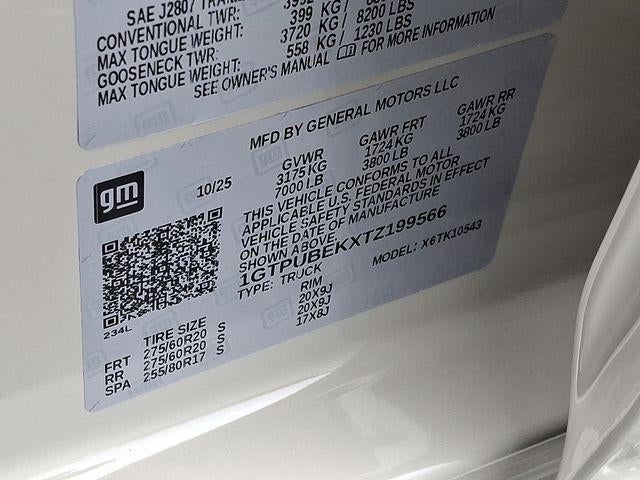 SAE J2807
CONVENTIONAL TWR: 399 KG / 8200 LBS
MAX TONGUE WEIGHT: 3720 KG / 1230 LBS
GOOSENECK TWR: 558 KG /
MAX TONGUE WEIGHT:
SEE OWNER'S MANUAL FOR MORE INFORMATION
MFD BY GENERAL MOTORS LLC
gm
10/25
GVWR GAWR FRT GAWR RR
3175 KG 1724 KG 1724 KG
7000 LB 3800 LB 3800 LB
THIS VEHICLE CONFORMS TO ALL
APPLICABLE U.S. FEDERAL MOTOR
VEHICLE SAFETY STANDARDS IN EFFECT
ON THE DATE OF MANUFACTURE
SHOWN ABOVE.
1GTPUBEKXTZ199566
TYPE: TRUCK MODEL: X6TK10543
234L
TIRE SIZE RIM
FRT 275/60R20 S 20X9J
RR 275/60R20 S 20X9J
SPA 255/80R17 S 17X8J